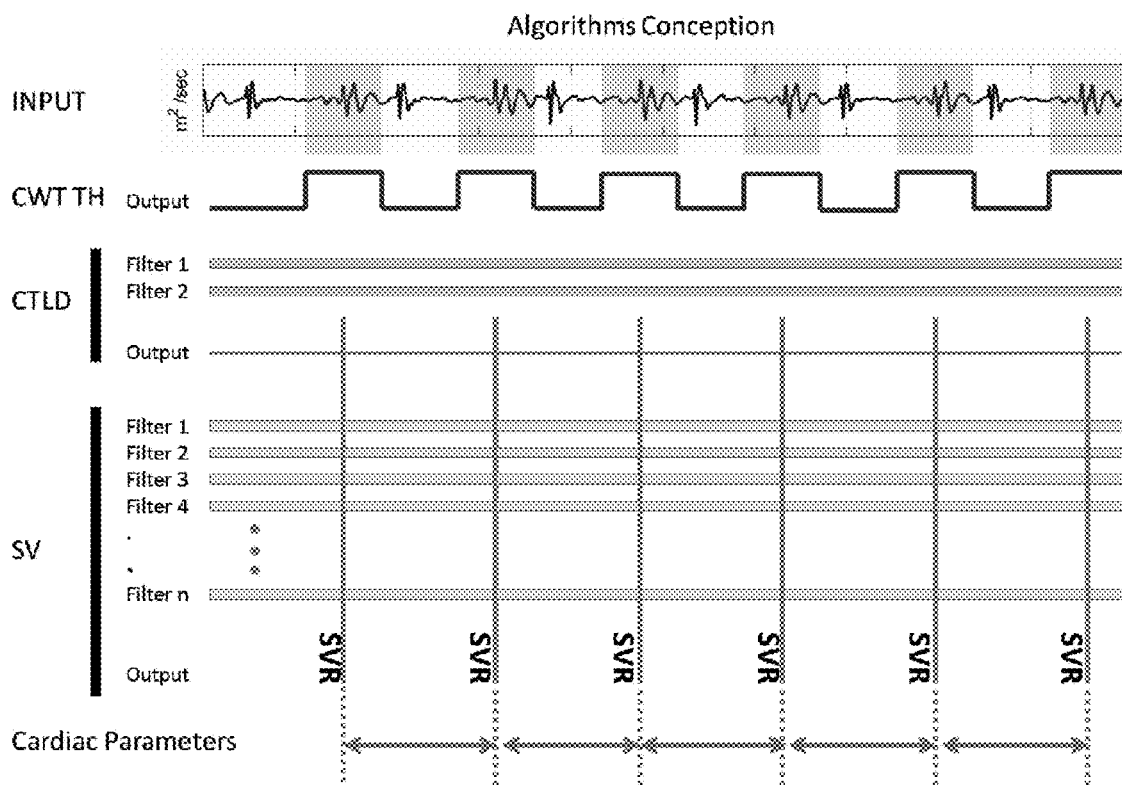 Algorithms Conception
INPUT
m²/sec
CWT TH
Output
CTLD
Filter 1
Filter 2
Output
SV
Filter 1
Filter 2
Filter 3
Filter 4
Filter n
Output
SVR
SVR
SVR
SVR
SVR
SVR
Cardiac Parameters